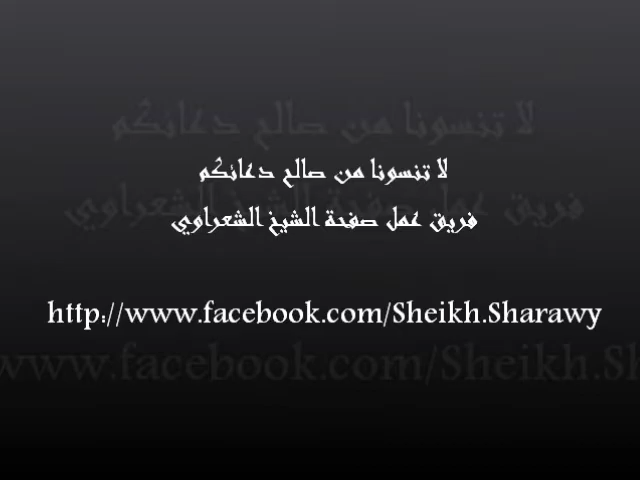 لا تنسونا من صالح دعائكم
فريق عمل صفحة الشيخ الشعراوي
http://www.facebook.com/Sheikh.Sharawy